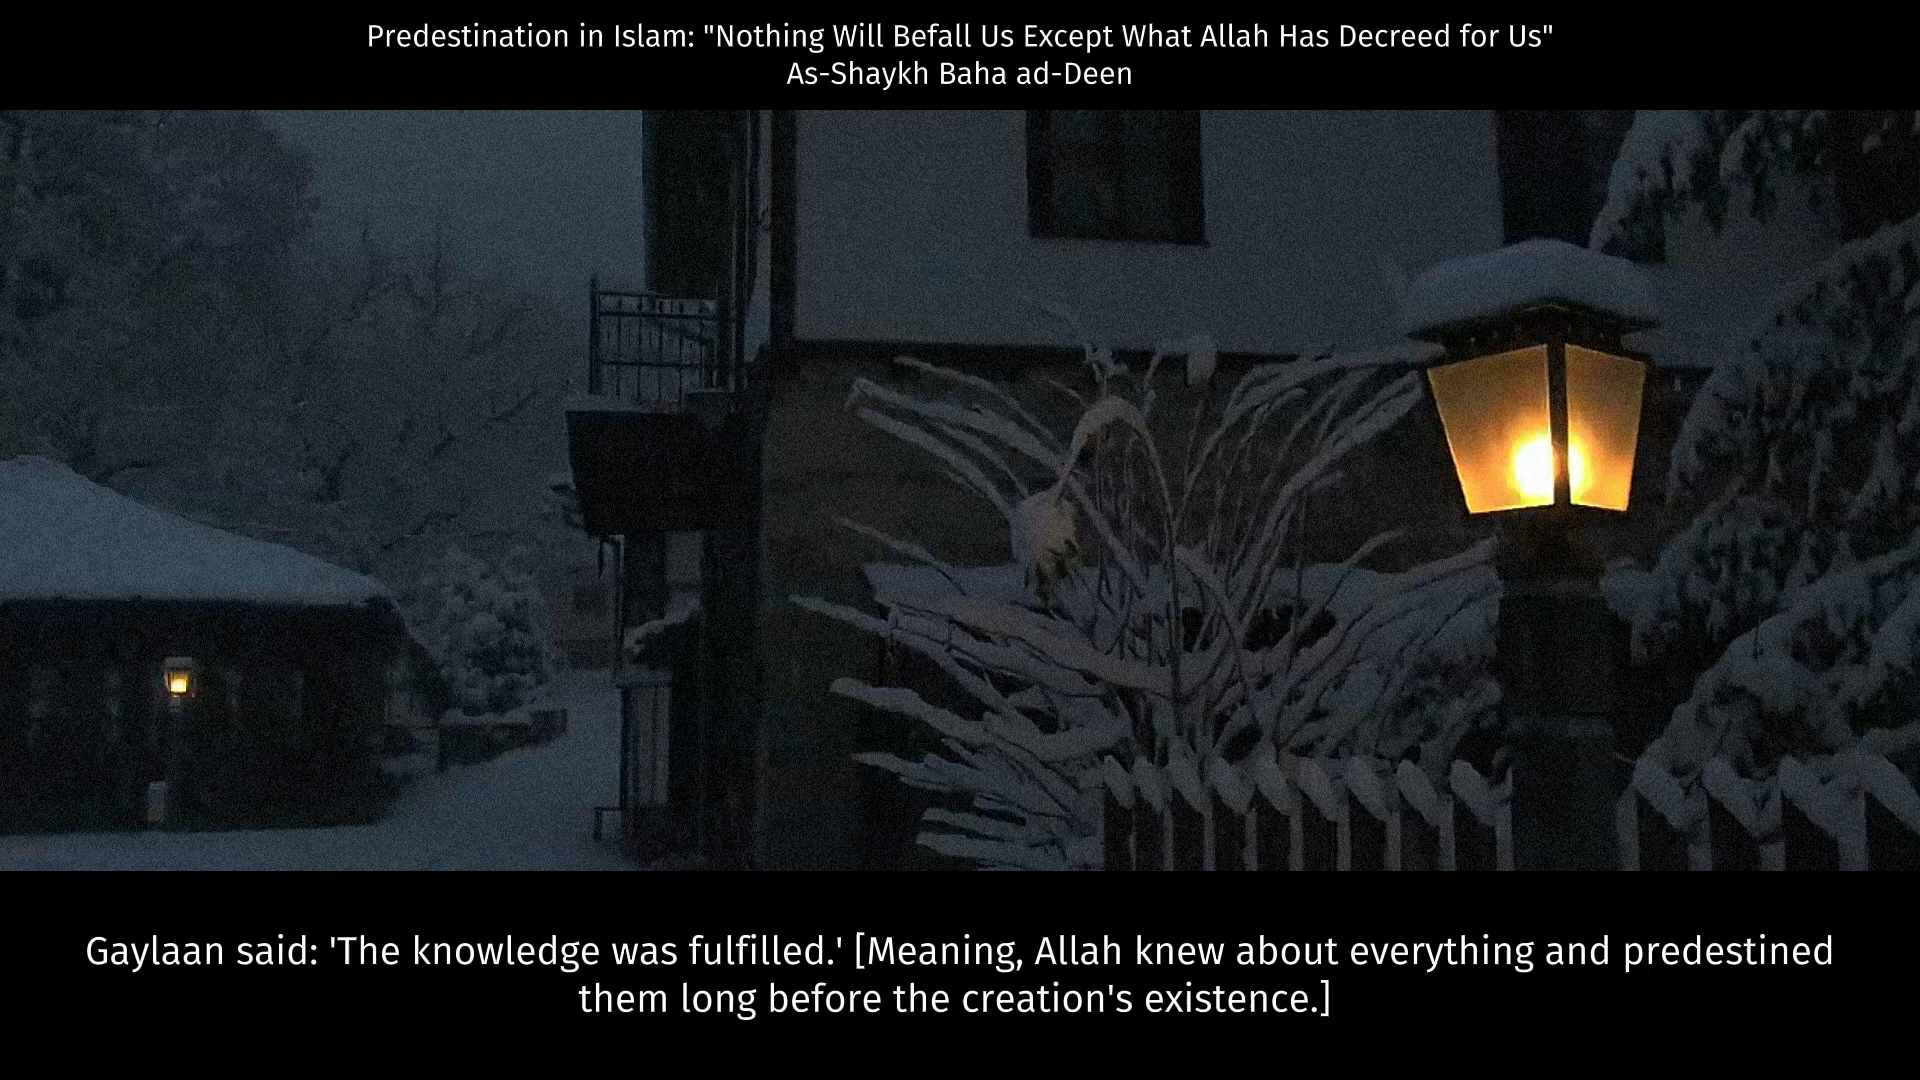 Predestination in Islam: "Nothing Will Befall Us Except What Allah Has Decreed for Us"
As-Shaykh Baha ad-Deen
Gaylaan said: 'The knowledge was fulfilled.' [Meaning, Allah knew about everything and predestined
them long before the creation's existence.]